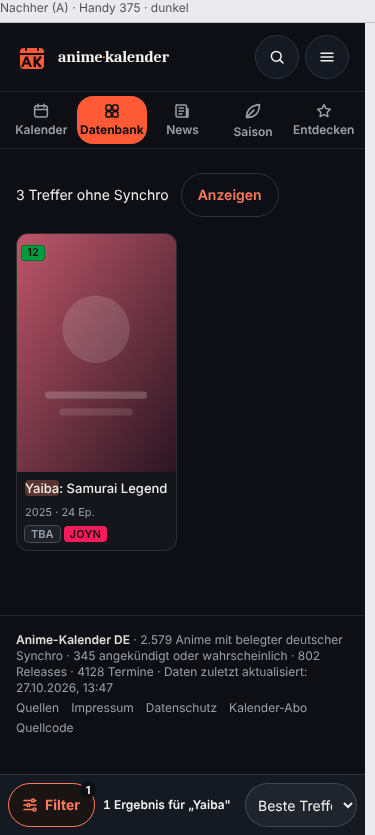 Nachher (A) · Handy 375 · dunkel
AK anime·kalender
Kalender Datenbank News Saison Entdecken
3 Treffer ohne Synchro Anzeigen
12
Yaiba: Samurai Legend
2025 · 24 Ep.
TBA JOYN
Anime-Kalender DE · 2.579 Anime mit belegter deutscher
Synchro · 345 angekündigt oder wahrscheinlich · 802
Releases · 4128 Termine · Daten zuletzt aktualisiert:
27.10.2026, 13:47
Quellen Impressum Datenschutz Kalender-Abo
Quellcode
Filter 1 1 Ergebnis für „Yaiba" Beste Treff